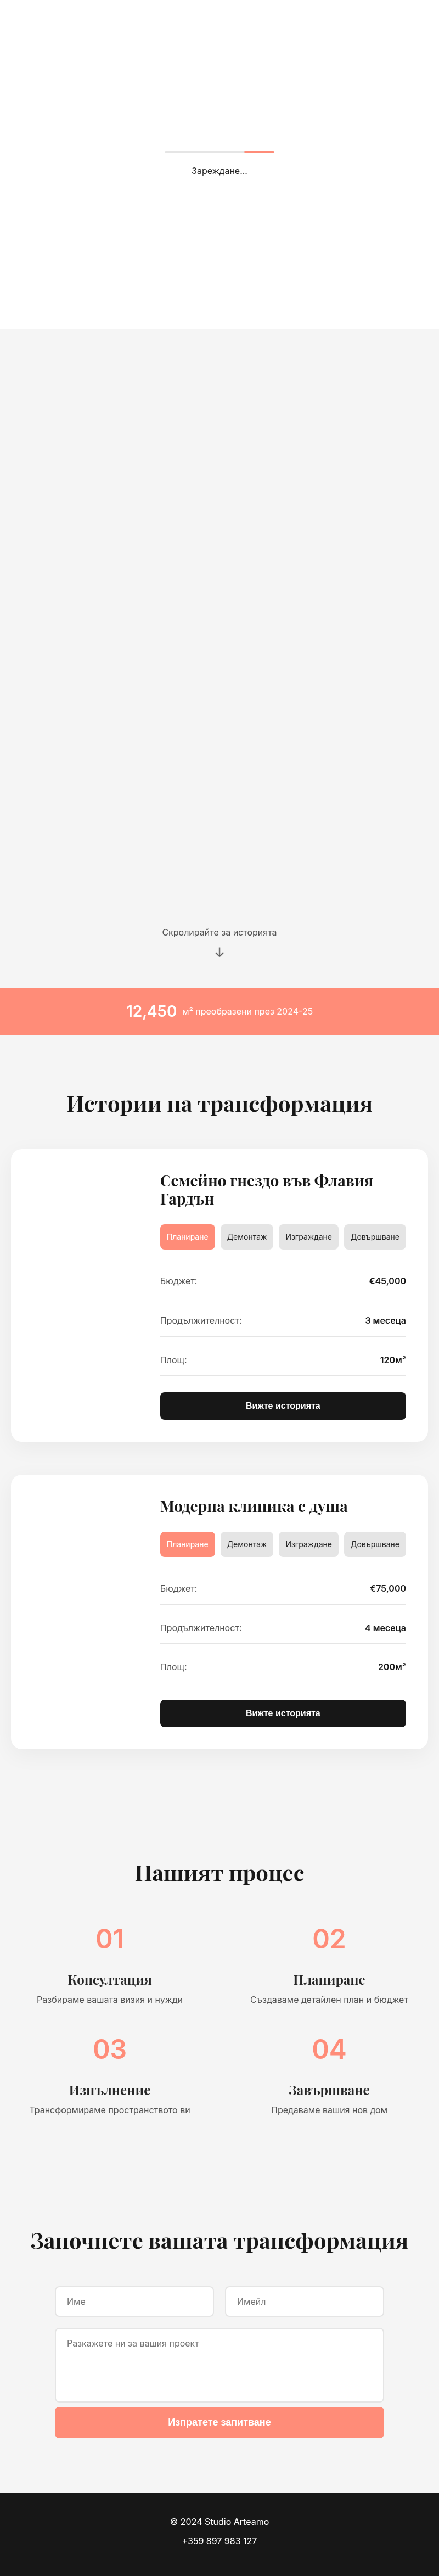 Зареждане...
Скролирайте за историята
↓
12,450 м² преобразени през 2024-25
Истории на трансформация
Семейно гнездо във Флавия
Гардън
Планиране Демонтаж Изграждане Довършване
Бюджет: €45,000
Продължителност: 3 месеца
Площ: 120м²
Вижте историята
Модерна клиника с душа
Планиране Демонтаж Изграждане Довършване
Бюджет: €75,000
Продължителност: 4 месеца
Площ: 200м²
Вижте историята
Нашият процес
01
Консултация
Разбираме вашата визия и нужди
02
Планиране
Създаваме детайлен план и бюджет
03
Изпълнение
Трансформираме пространството ви
04
Завършване
Предаваме вашия нов дом
Започнете вашата трансформация
Име
Имейл
Разкажете ни за вашия проект
Изпратете запитване
© 2024 Studio Arteamo
+359 897 983 127